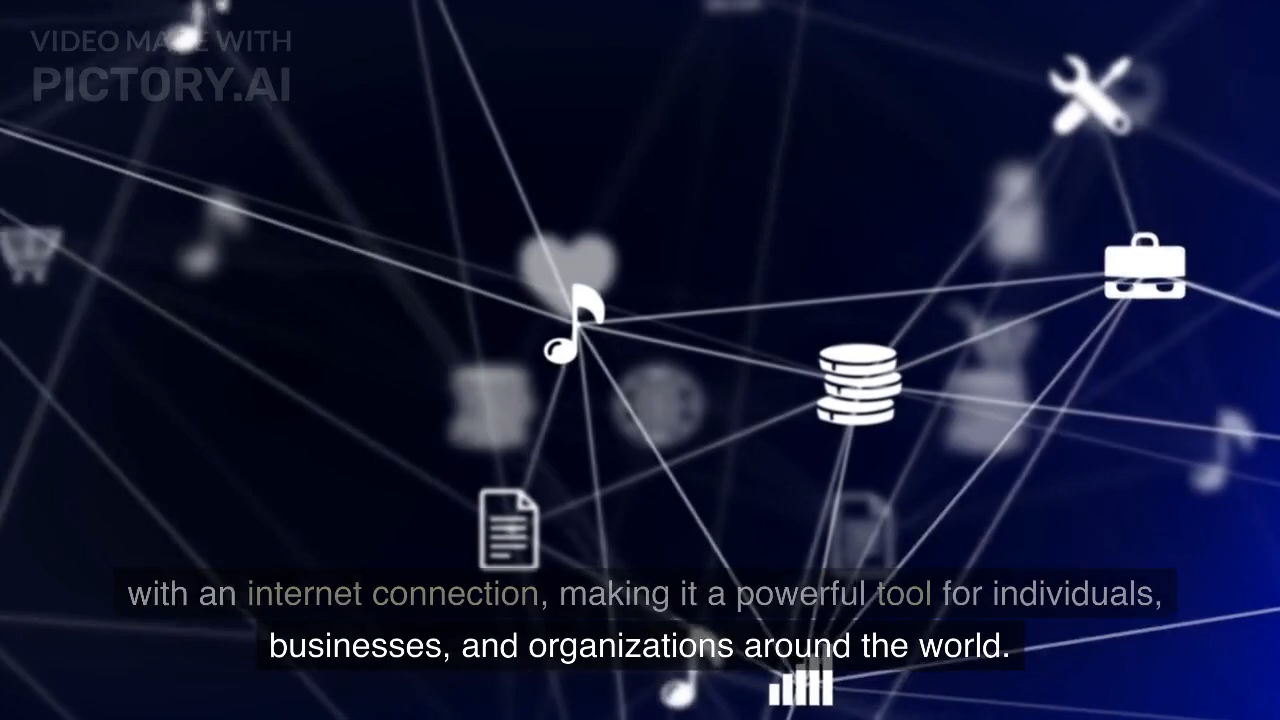 VIDEO MADE WITH
PICTORY.AI
with an internet connection, making it a powerful tool for individuals,
businesses, and organizations around the world.